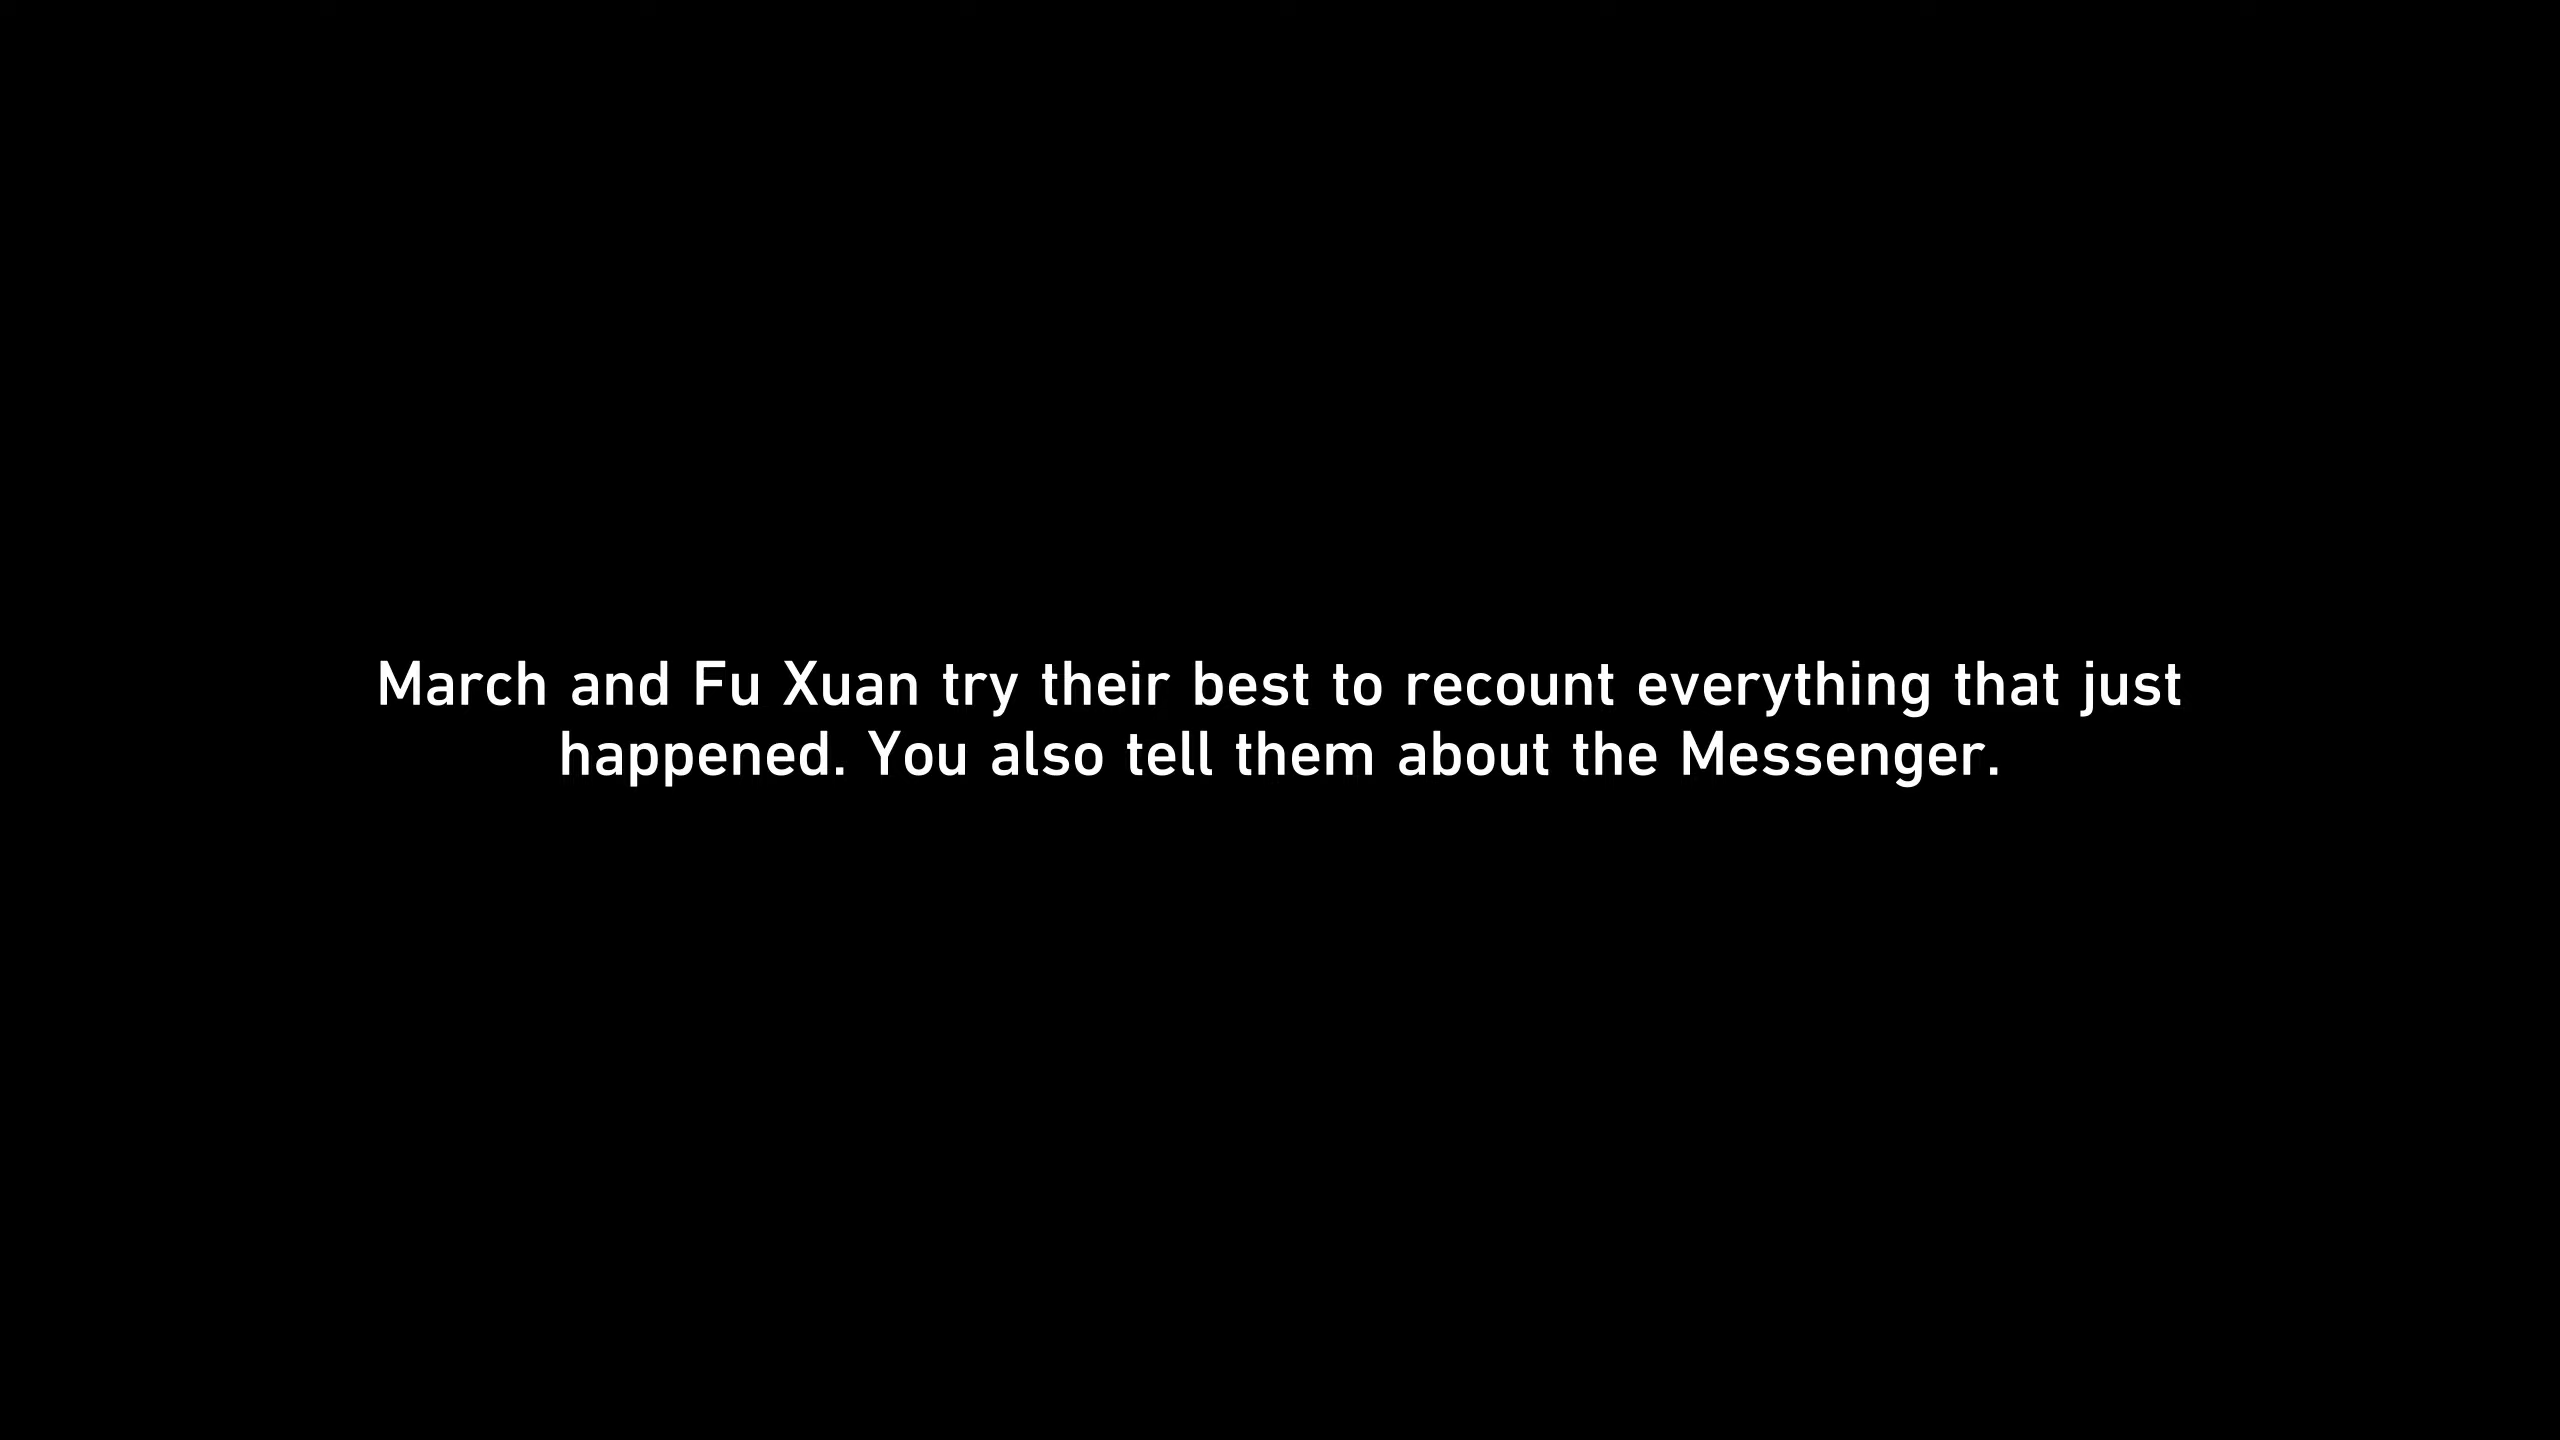 March and Fu Xuan try their best to recount everything that just
happened. You also tell them about the Messenger.